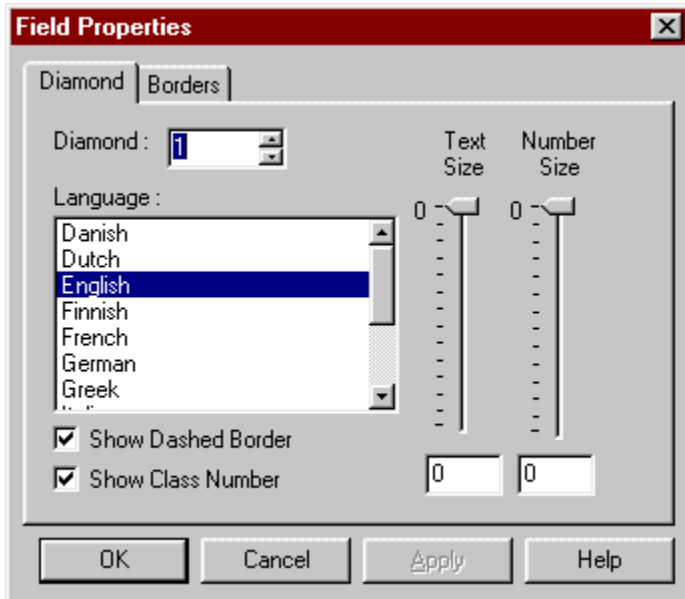 Field Properties
Diamond Borders
Diamond : 1
Text Size
Number Size
Language :
0 0
Danish
Dutch
English
Finnish
French
German
Greek
Show Dashed Border
Show Class Number
0 0
OK Cancel Apply Help